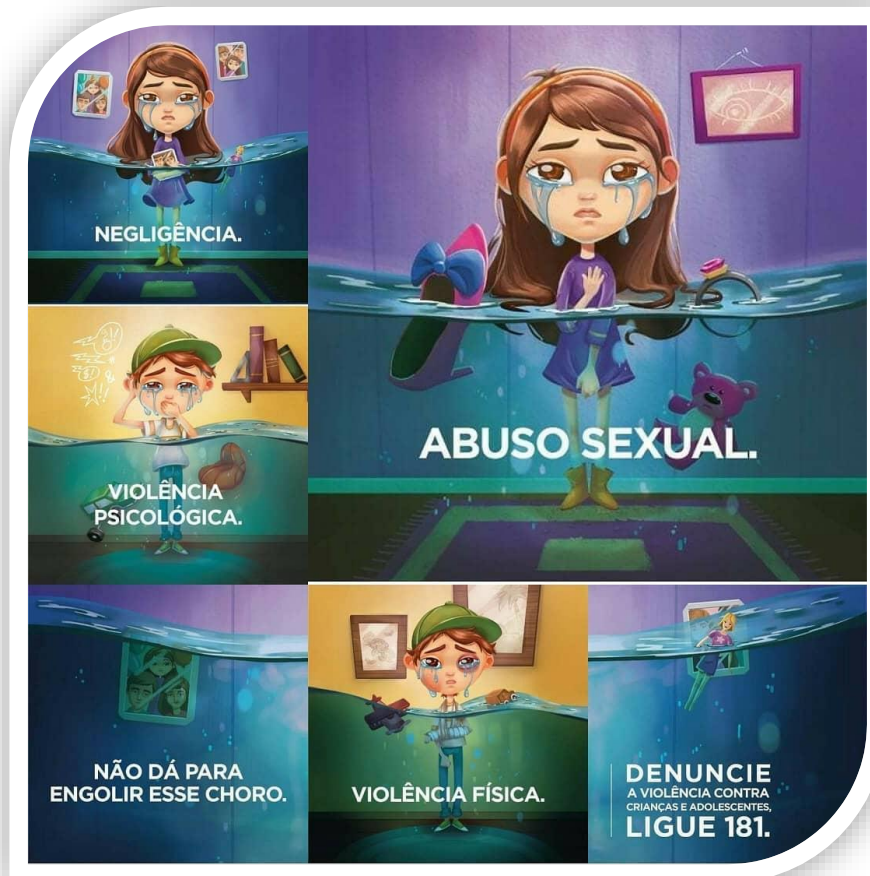 NEGLIGÊNCIA.
ABUSO SEXUAL.
VIOLÊNCIA
PSICOLÓGICA.
NÃO DÁ PARA
ENGOLIR ESSE CHORO.
VIOLÊNCIA FÍSICA.
DENUNCIE
A VIOLÊNCIA CONTRA
CRIANÇAS E ADOLESCENTES,
LIGUE 181.